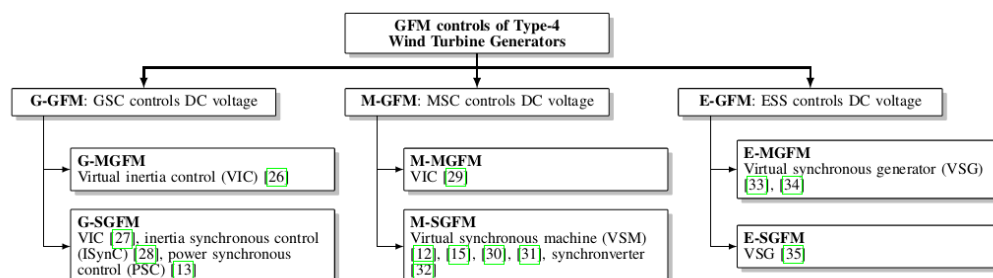 GFM controls of Type-4
Wind Turbine Generators
G-GFM: GSC controls DC voltage
M-GFM: MSC controls DC voltage
E-GFM: ESS controls DC voltage
G-MGFM
Virtual inertia control (VIC) [26]
G-SGFM
VIC [27], inertia synchronous control
(ISynC) [28], power synchronous
control (PSC) [13]
M-MGFM
VIC [29]
M-SGFM
Virtual synchronous machine (VSM)
[12], [15], [30], [31], synchronverter
[32]
E-MGFM
Virtual synchronous generator (VSG)
[33], [34]
E-SGFM
VSG [35]